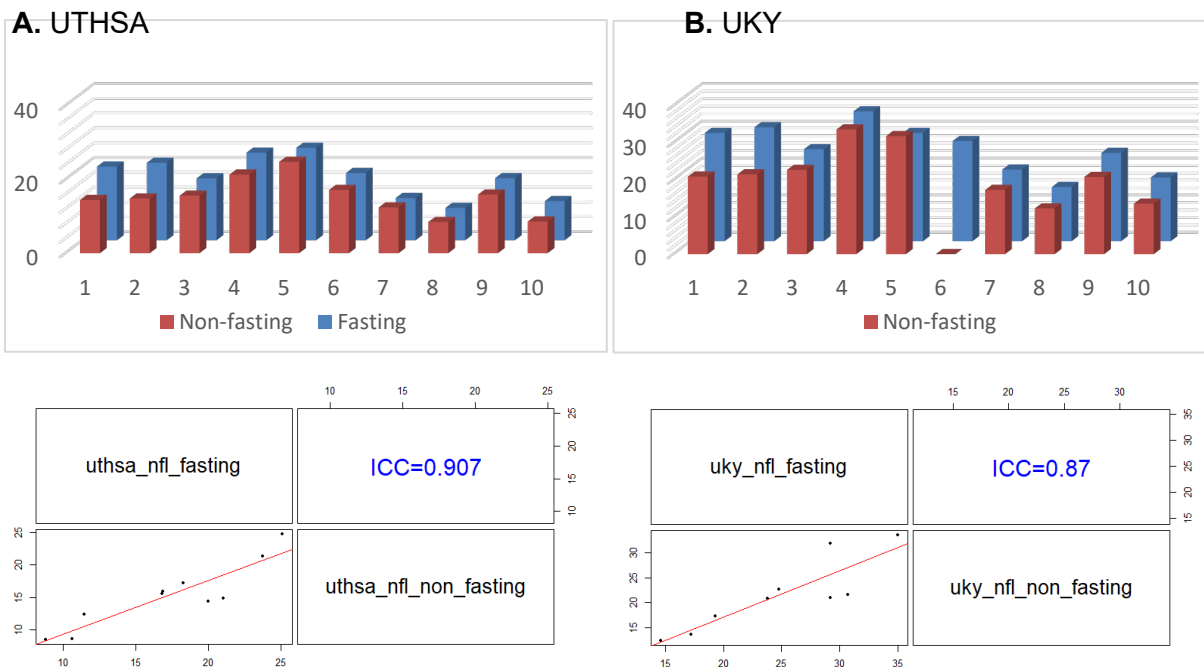 A. UTHSA
B. UKY
40
20
0
1 2 3 4 5 6 7 8 9 10
Non-fasting Fasting
40
30
20
10
0
1 2 3 4 5 6 7 8 9 10
Non-fasting
10 15 20 25
uthsa_nfl_fasting
ICC=0.907
25
20
15
10
25
20
15
10
uthsa_nfl_non_fasting
10 15 20 25
15 20 25 30
uky_nfl_fasting
ICC=0.87
35
30
25
20
15
30
25
20
15
uky_nfl_non_fasting
15 20 25 30 35